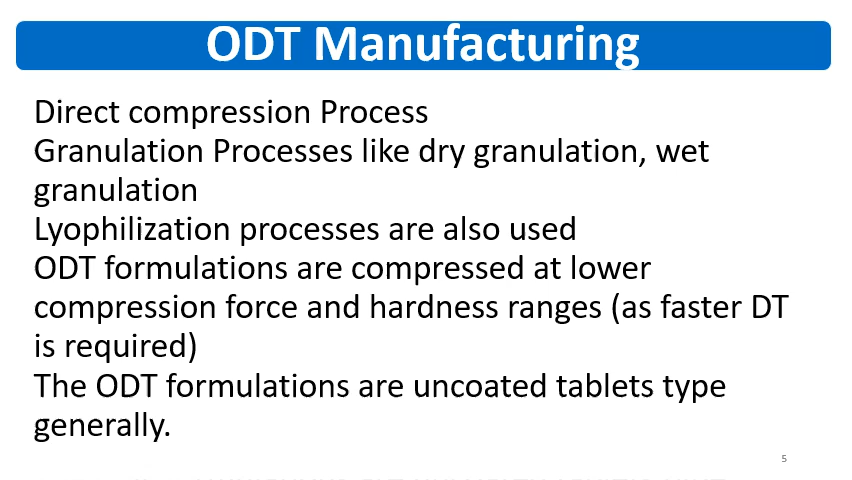 ODT Manufacturing
Direct compression Process
Granulation Processes like dry granulation, wet
granulation
Lyophilization processes are also used
ODT formulations are compressed at lower
compression force and hardness ranges (as faster DT
is required)
The ODT formulations are uncoated tablets type
generally.
5